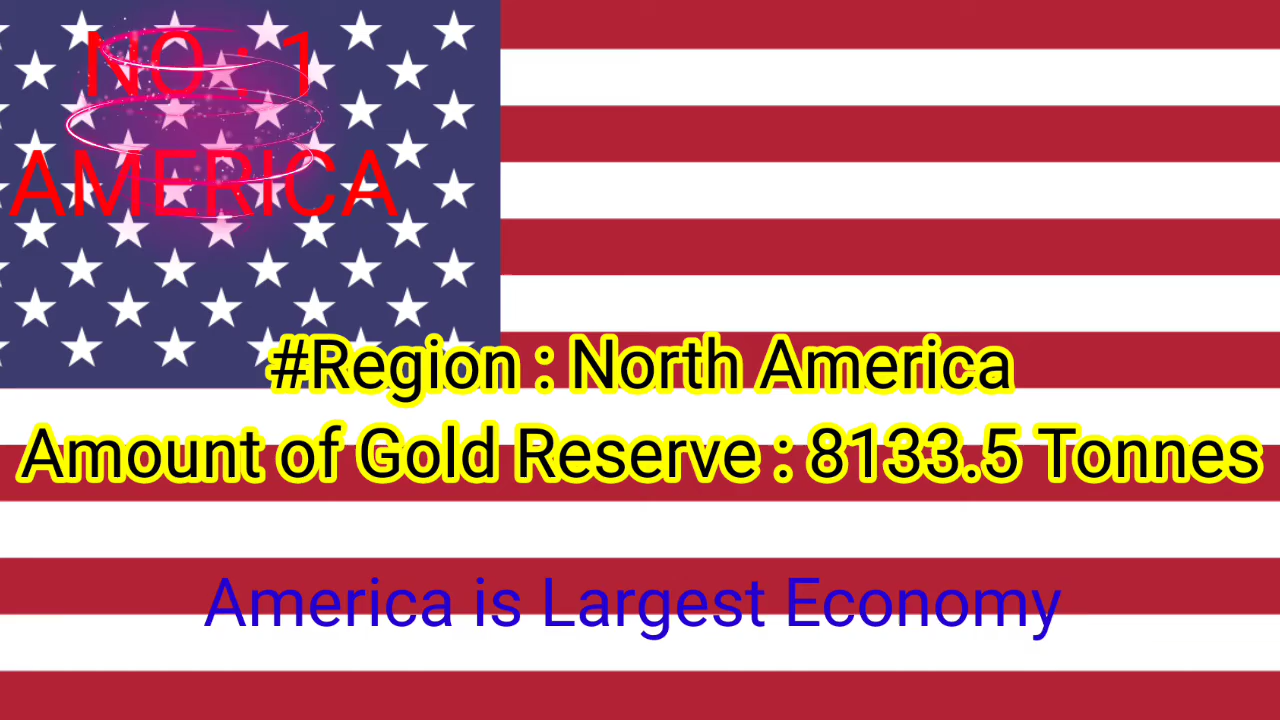 NO : 1
AMERICA
#Region : North America
Amount of Gold Reserve : 8133.5 Tonnes
America is Largest Economy